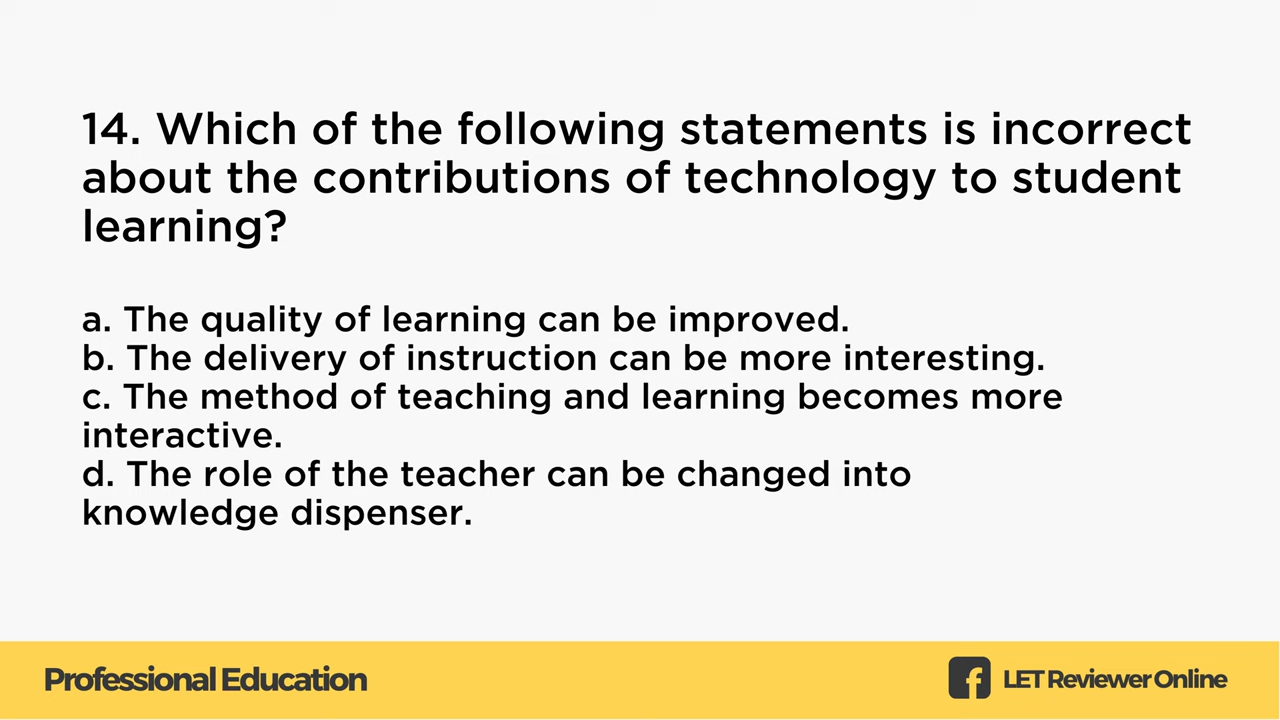 14. Which of the following statements is incorrect
about the contributions of technology to student
learning?
a. The quality of learning can be improved.
b. The delivery of instruction can be more interesting.
c. The method of teaching and learning becomes more
interactive.
d. The role of the teacher can be changed into
knowledge dispenser.
Professional Education
LET Reviewer Online